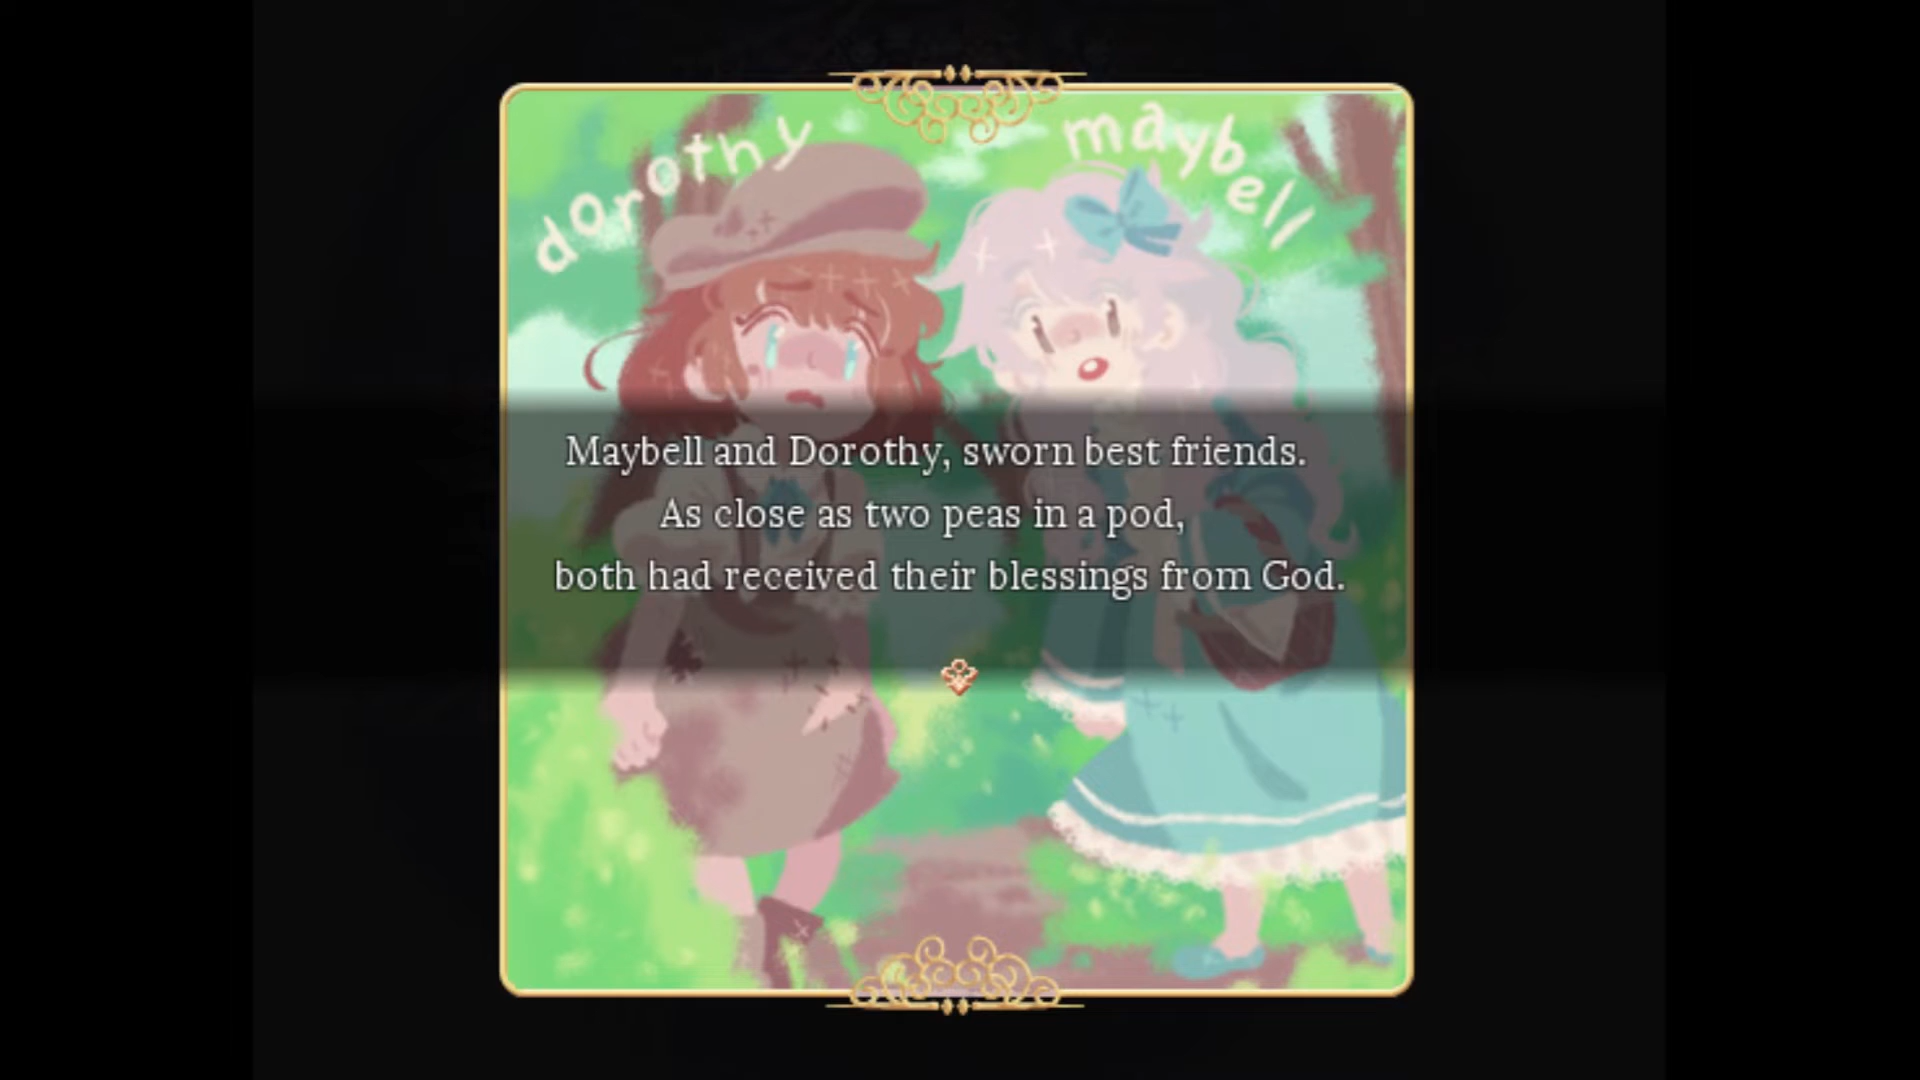 dorothy
maybell
Maybell and Dorothy, sworn best friends.
As close as two peas in a pod,
both had received their blessings from God.